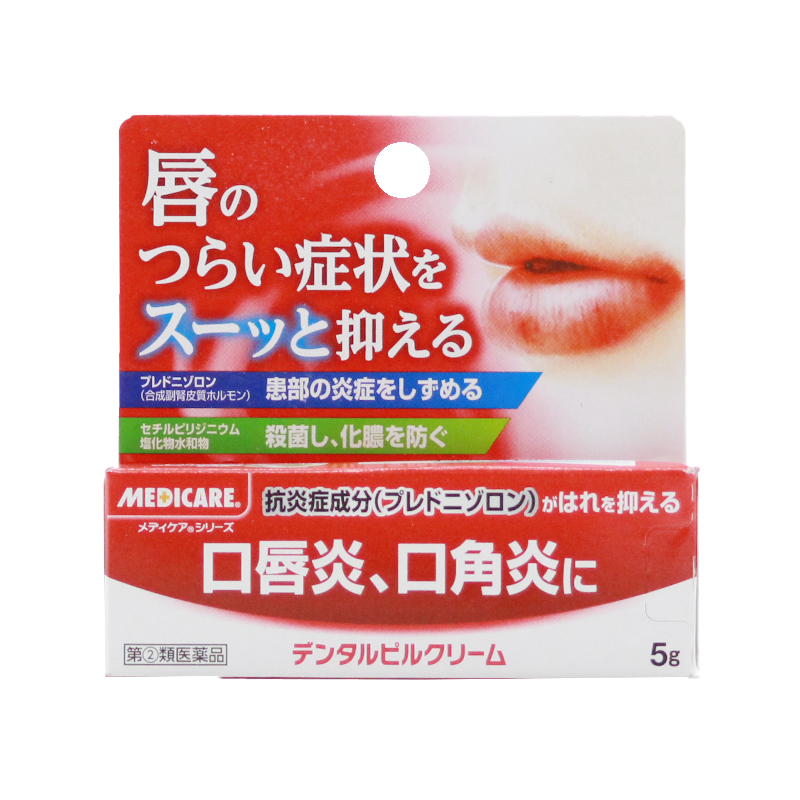 唇の
つらい症状を
スーッと抑える
プレドニゾロン
(合成副腎皮質ホルモン)
患部の炎症をしずめる
セチルピリジニウム
塩化物水和物
殺菌し、化膿を防ぐ
MEDICARE®
メディケア®シリーズ
抗炎症成分(プレドニゾロン)がはれを抑える
口唇炎、口角炎に
指②類医薬品
デンタルピルクリーム
5g